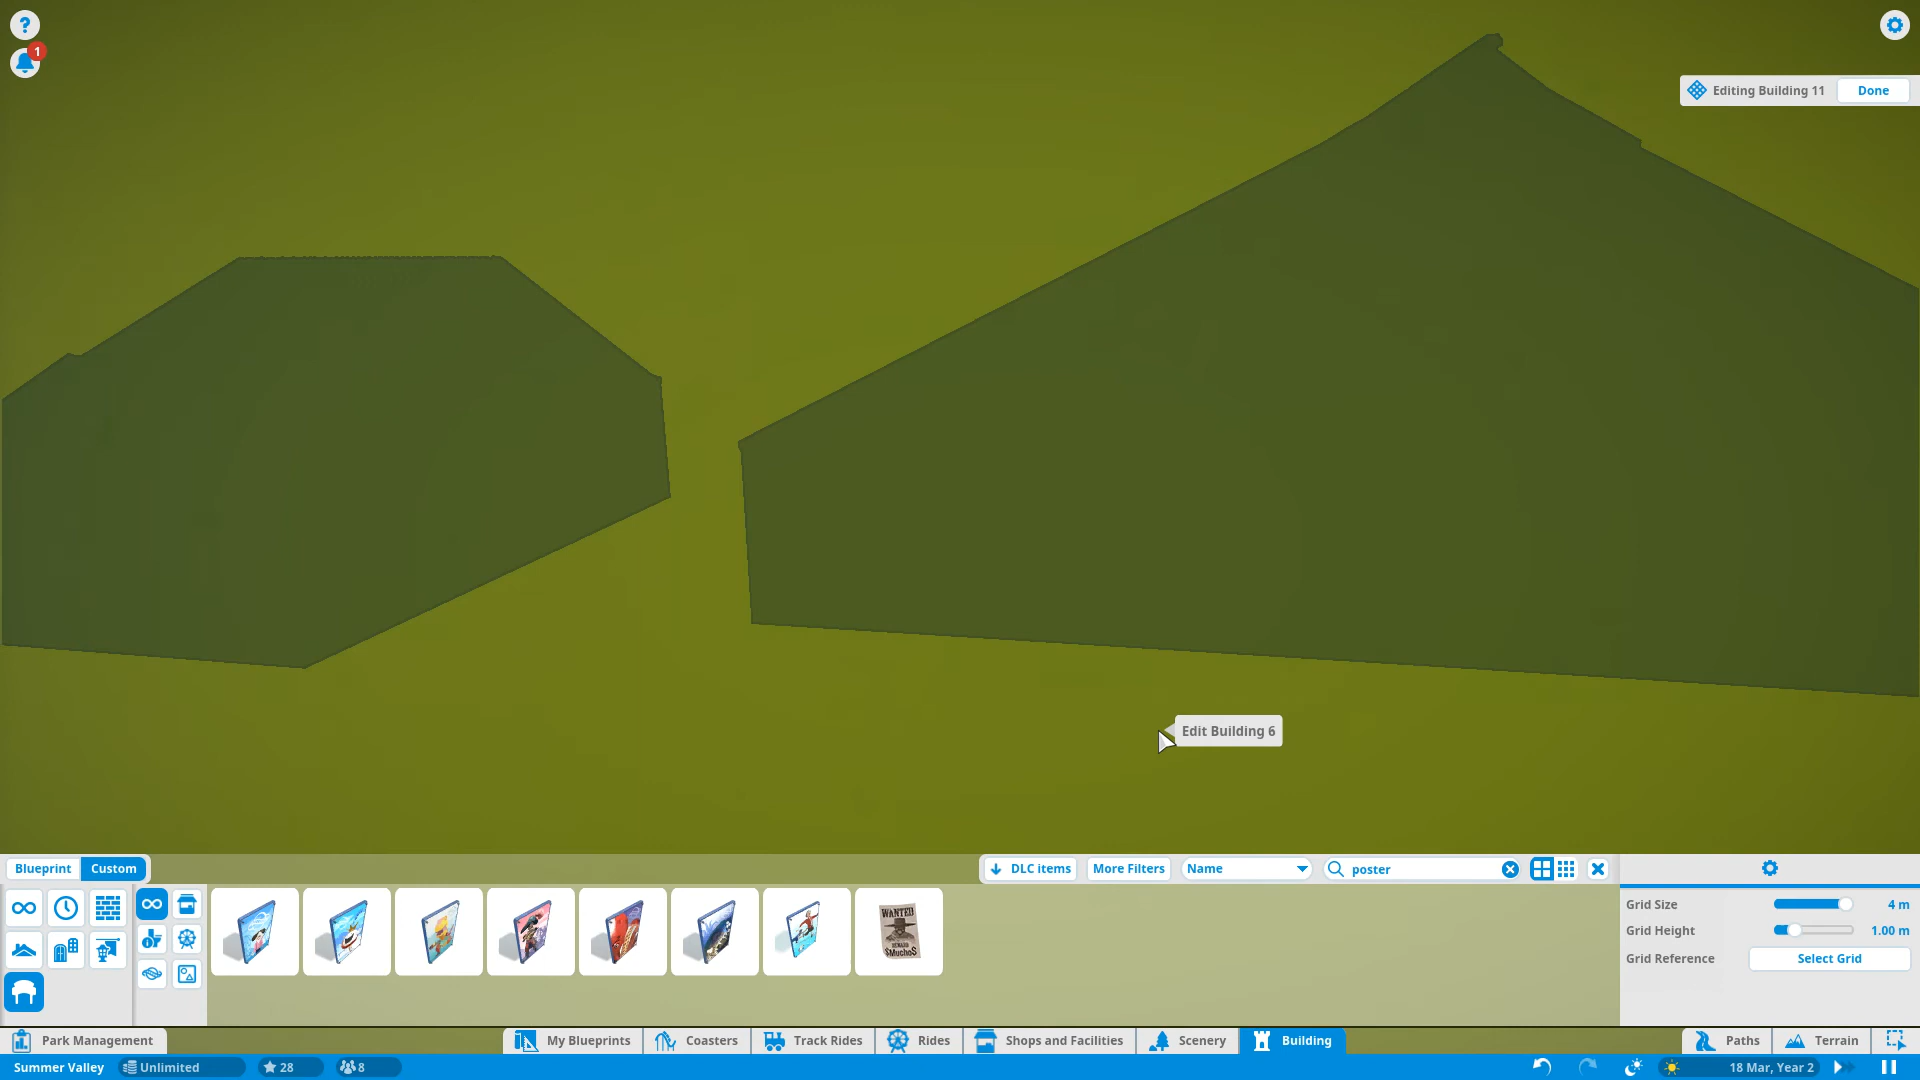 ?
1
Editing Building 11
Done
Edit Building 6
Blueprint
Custom
DLC items
More Filters
Name
poster
WANTED
REWARD
$Mucho$
Grid Size
4 m
Grid Height
1.00 m
Grid Reference
Select Grid
Park Management
My Blueprints
Coasters
Track Rides
Rides
Shops and Facilities
Scenery
Building
Paths
Terrain
Summer Valley
Unlimited
28
8
18 Mar, Year 2